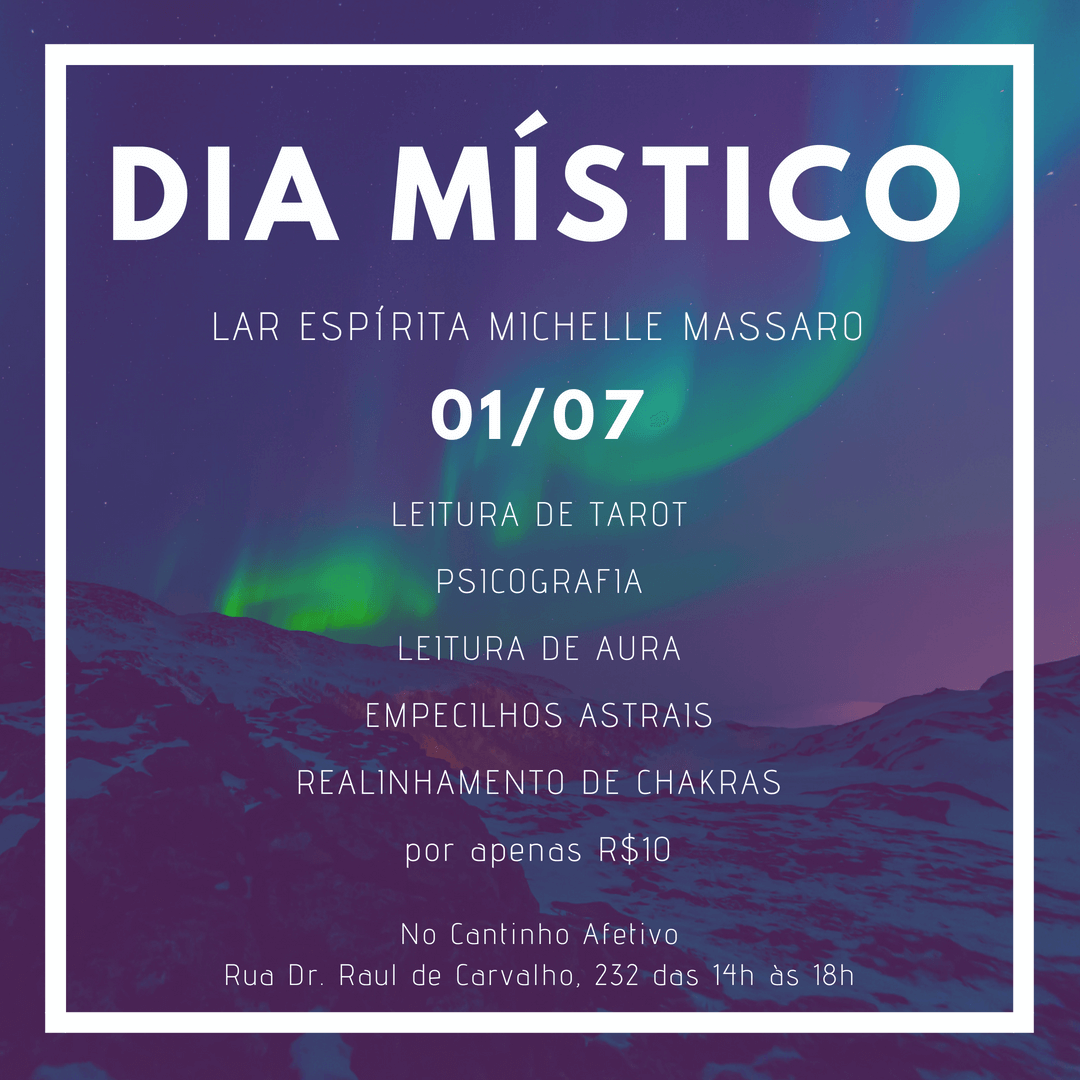 DIA MÍSTICO
LAR ESPÍRITA MICHELLE MASSARO
01/07
LEITURA DE TAROT
PSICOGRAFIA
LEITURA DE AURA
EMPECILHOS ASTRAIS
REALINHAMENTO DE CHAKRAS
por apenas R$10
No Cantinho Afetivo
Rua Dr. Raul de Carvalho, 232 das 14h às 18h